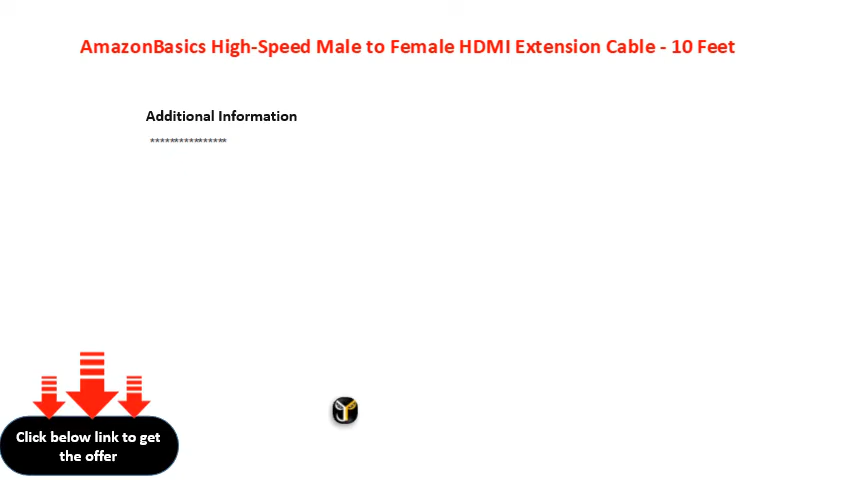 AmazonBasics High-Speed Male to Female HDMI Extension Cable - 10 Feet
Additional Information
****************
Click below link to get
the offer